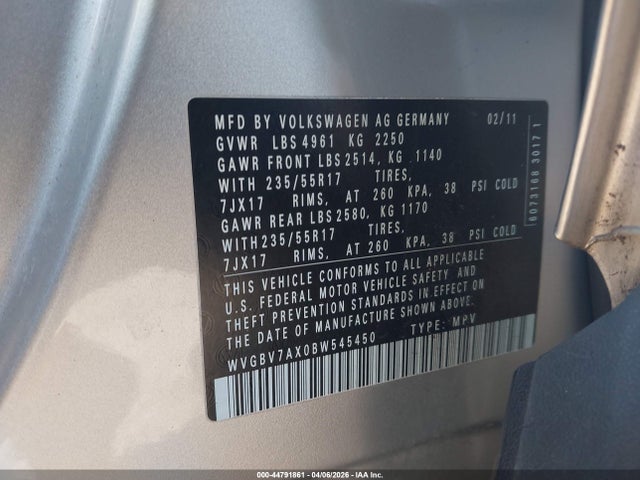 MFD BY VOLKSWAGEN AG GERMANY 02/11
GVWR LBS 4961 KG 2250
GAWR FRONT LBS 2514, KG 1140
WITH 235/55R17 TIRES,
7JX17 RIMS, AT 260 KPA, 38 PSI COLD
GAWR REAR LBS 2580, KG 1170
WITH 235/55R17 TIRES,
7JX17 RIMS, AT 260 KPA, 38 PSI COLD
THIS VEHICLE CONFORMS TO ALL APPLICABLE
U.S. FEDERAL MOTOR VEHICLE SAFETY AND
THEFT PREVENTION STANDARDS IN EFFECT ON
THE DATE OF MANUFACTURE SHOWN ABOVE.
WVGBV7AX0BW545450 TYPE: MPV
6073168 3017 1
000-44791861 04/06/2026 IAA Inc.